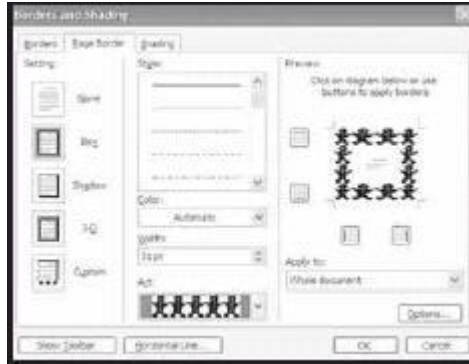 Borders and Shading
Borders Page Border Shading
Setting:
None
Box
Shadow
3-D
Custom
Style:
Color:
Automatic
Width:
31 pt
Art:
Preview
Click on diagram below or use
buttons to apply borders
Apply to:
Whole document
Options...
Show Toolbar Horizontal Line... OK Cancel